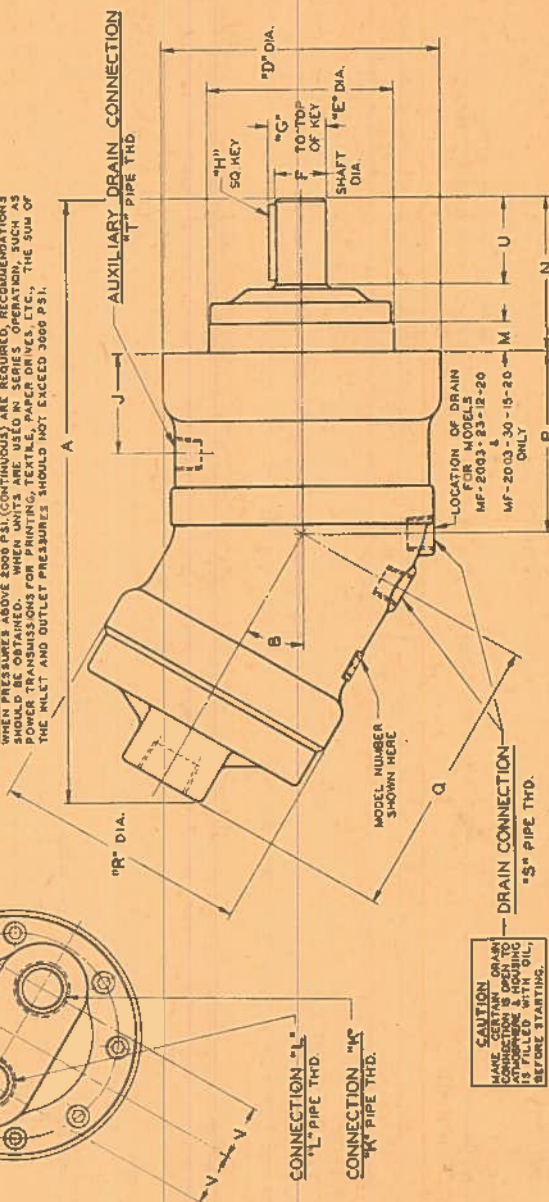 WHEN PRESSURES ABOVE 2000 PSI. (CONTINUOUS) ARE REQUIRED, RECOMMENDATIONS
SHOULD BE OBTAINED. WHEN UNITS ARE USED IN SERIES OPERATION, SUCH AS
POWER TRANSMISSIONS FOR PRINTING, TEXTILE, PAPER DRIVES, ETC., THE SUM OF
THE INLET AND OUTLET PRESSURES SHOULD NOT EXCEED 3000 PSI.
A
AUXILIARY DRAIN CONNECTION
"T" PIPE THD
J
"H"
SQ. KEY
"G"
TO TOP
OF KEY
F
SHAFT
DIA.
"E" DIA.
"D" DIA.
"R" DIA.
B
U
M
N
P
LOCATION OF DRAIN
FOR MODELS
MF-2003-25-12-20
&
MF-2003-30-15-20
ONLY
MODEL NUMBER
SHOWN HERE
Q
DRAIN CONNECTION
"S" PIPE THD.
CAUTION
MAKE CERTAIN DRAIN
CONNECTION IS OPEN TO
ATMOSPHERE & HOUSING
IS FILLED WITH OIL,
BEFORE STARTING.
V
V
CONNECTION "L"
"L" PIPE THD.
CONNECTION "K"
"K" PIPE THD.